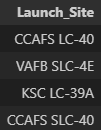 Launch_Site
CCAFS LC-40
VAFB SLC-4E
KSC LC-39A
CCAFS SLC-40